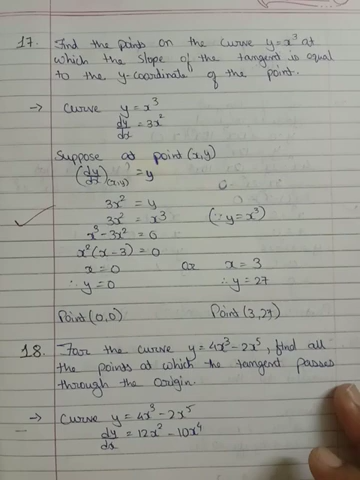 17. Find the points on the curve y=x³ at
which the slope of the tangent is equal
to the y-coordinate of the point.
→ Curve y=x³
dy/dx = 3x²
Suppose at point (x,y)
(dy/dx)(x,y) = y
3x² = y
3x² = x³ (∵ y=x³)
x³-3x² = 0
x²(x-3) = 0
x=0 or x=3
∴ y=0 ∴ y=27
Point (0,0) Point (3,27)
18. For the curve y=4x³-2x⁵, find all
the points at which the tangent passes
through the origin.
→ Curve y=4x³-2x⁵
dy/dx = 12x²-10x⁴